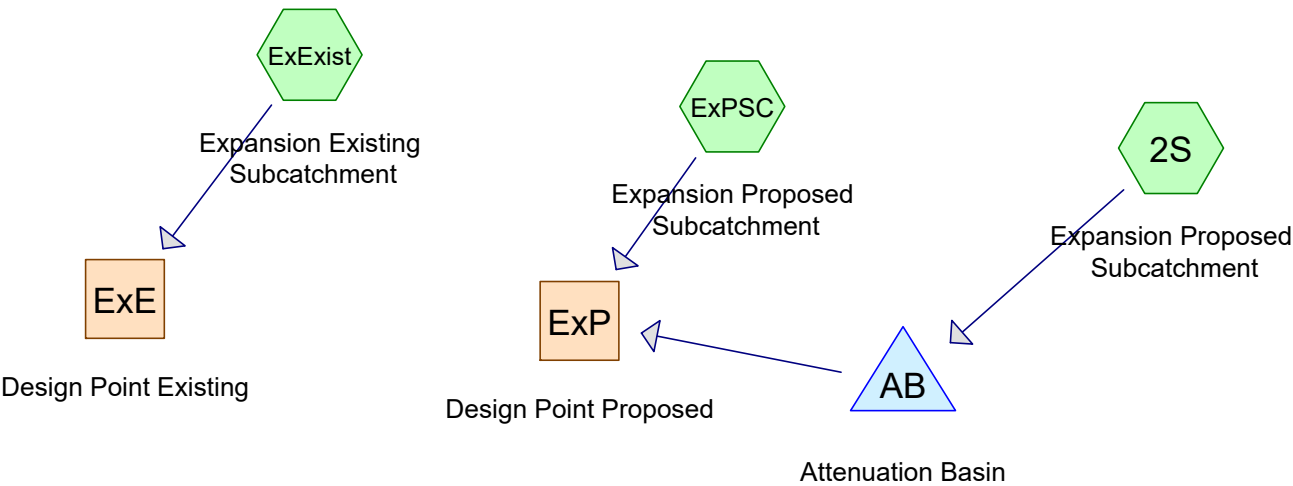 ExExist
Expansion Existing
Subcatchment
ExE
Design Point Existing
ExPSC
Expansion Proposed
Subcatchment
ExP
Design Point Proposed
2S
Expansion Proposed
Subcatchment
AB
Attenuation Basin